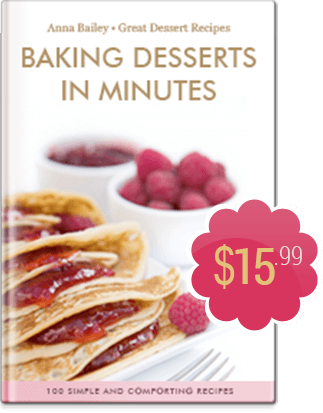 Anna Bailey • Great Dessert Recipes
BAKING DESSERTS
IN MINUTES
$15.99
100 SIMPLE AND COMFORTING RECIPES